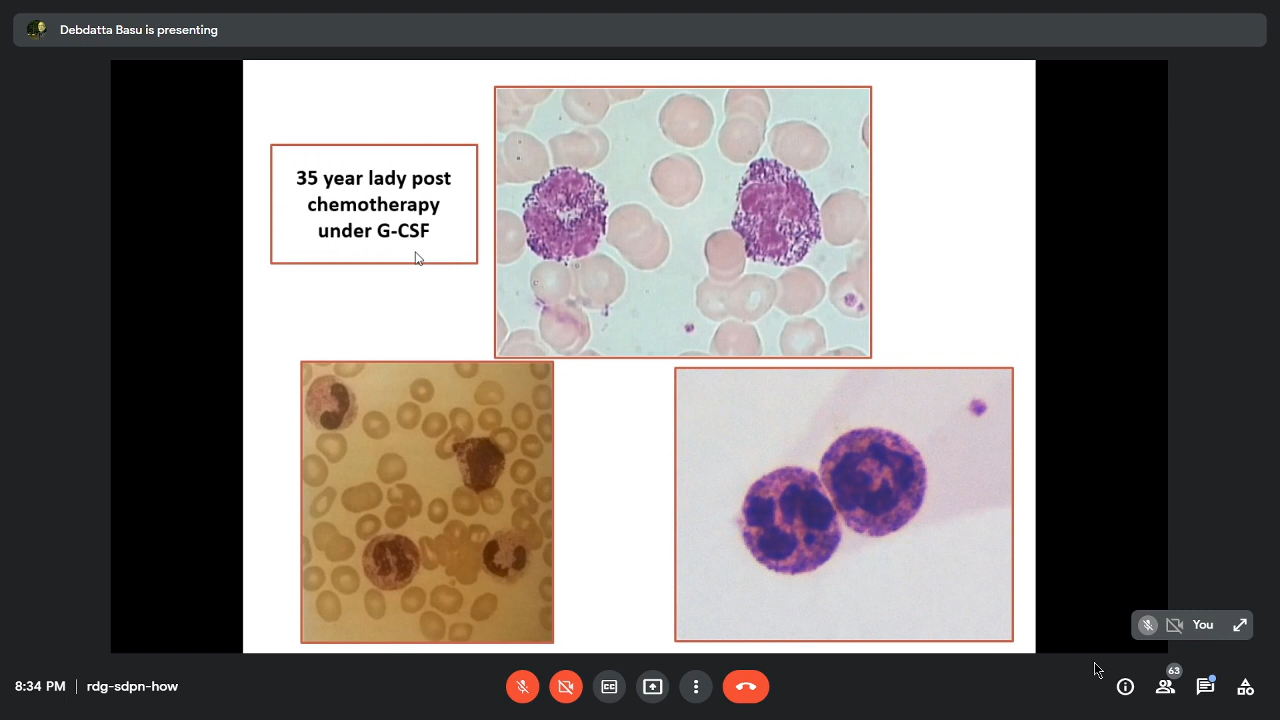 Debdatta Basu is presenting
35 year lady post
chemotherapy
under G-CSF
You
8:34 PM
rdg-sdpn-how
CC
63